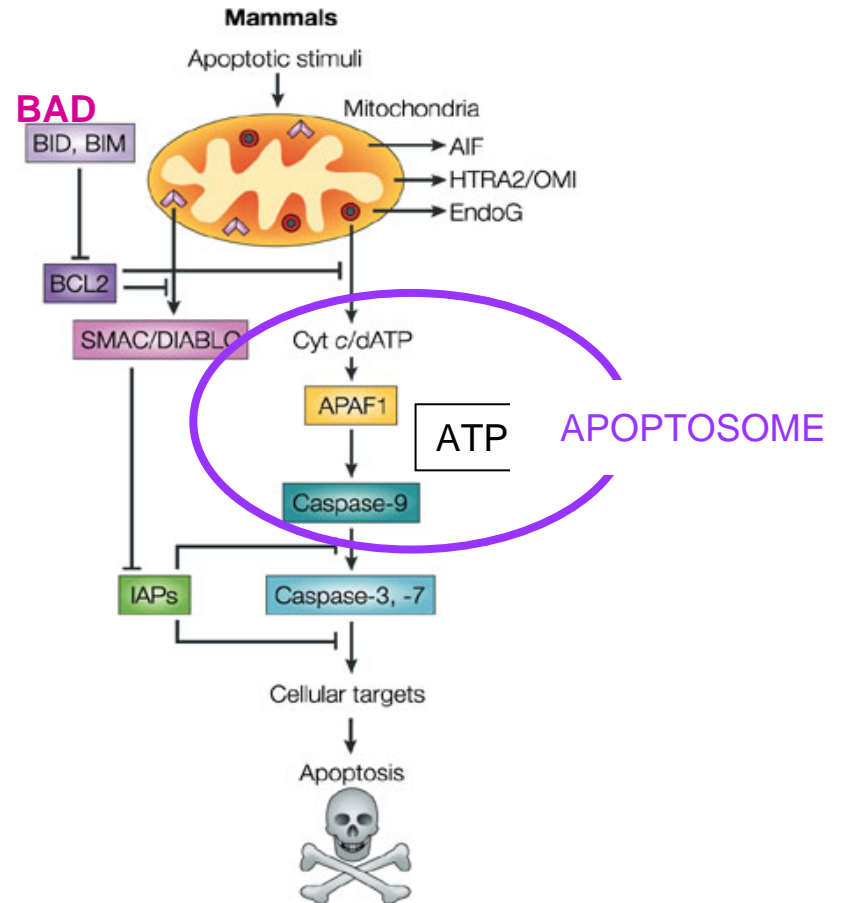 Mammals
Apoptotic stimuli
BAD
Mitochondria
BID, BIM
AIF
HTRA2/OMI
EndoG
BCL2
SMAC/DIABLO
Cyt c/dATP
APAF1
ATP
APOPTOSOME
Caspase-9
IAPs
Caspase-3, -7
Cellular targets
Apoptosis